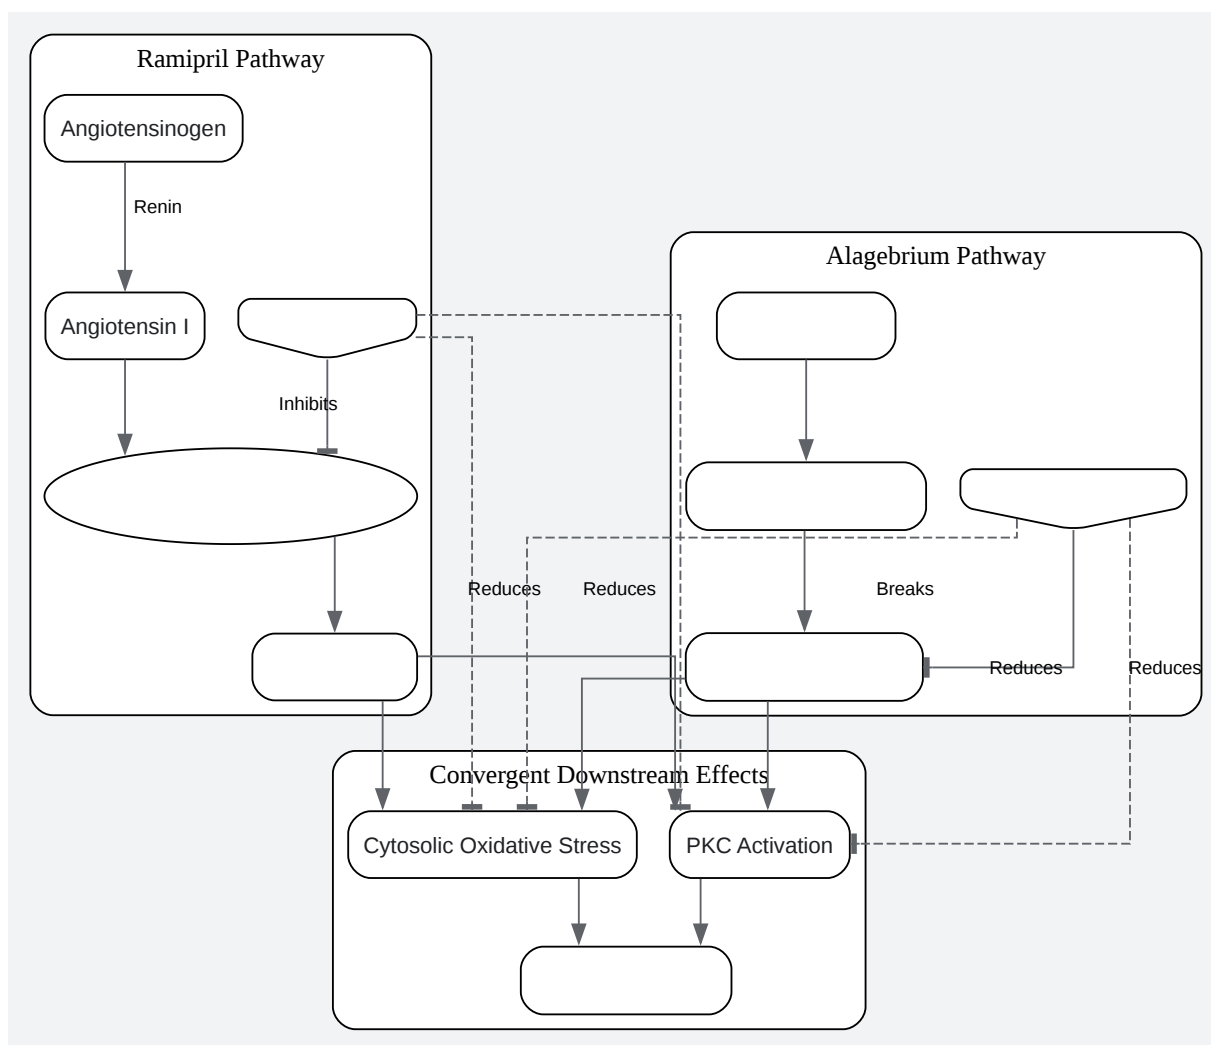 Ramipril Pathway
Angiotensinogen
Renin
Alagebrium Pathway
Angiotensin I
Inhibits
Reduces
Reduces
Breaks
Reduces
Reduces
Convergent Downstream Effects
Cytosolic Oxidative Stress
PKC Activation